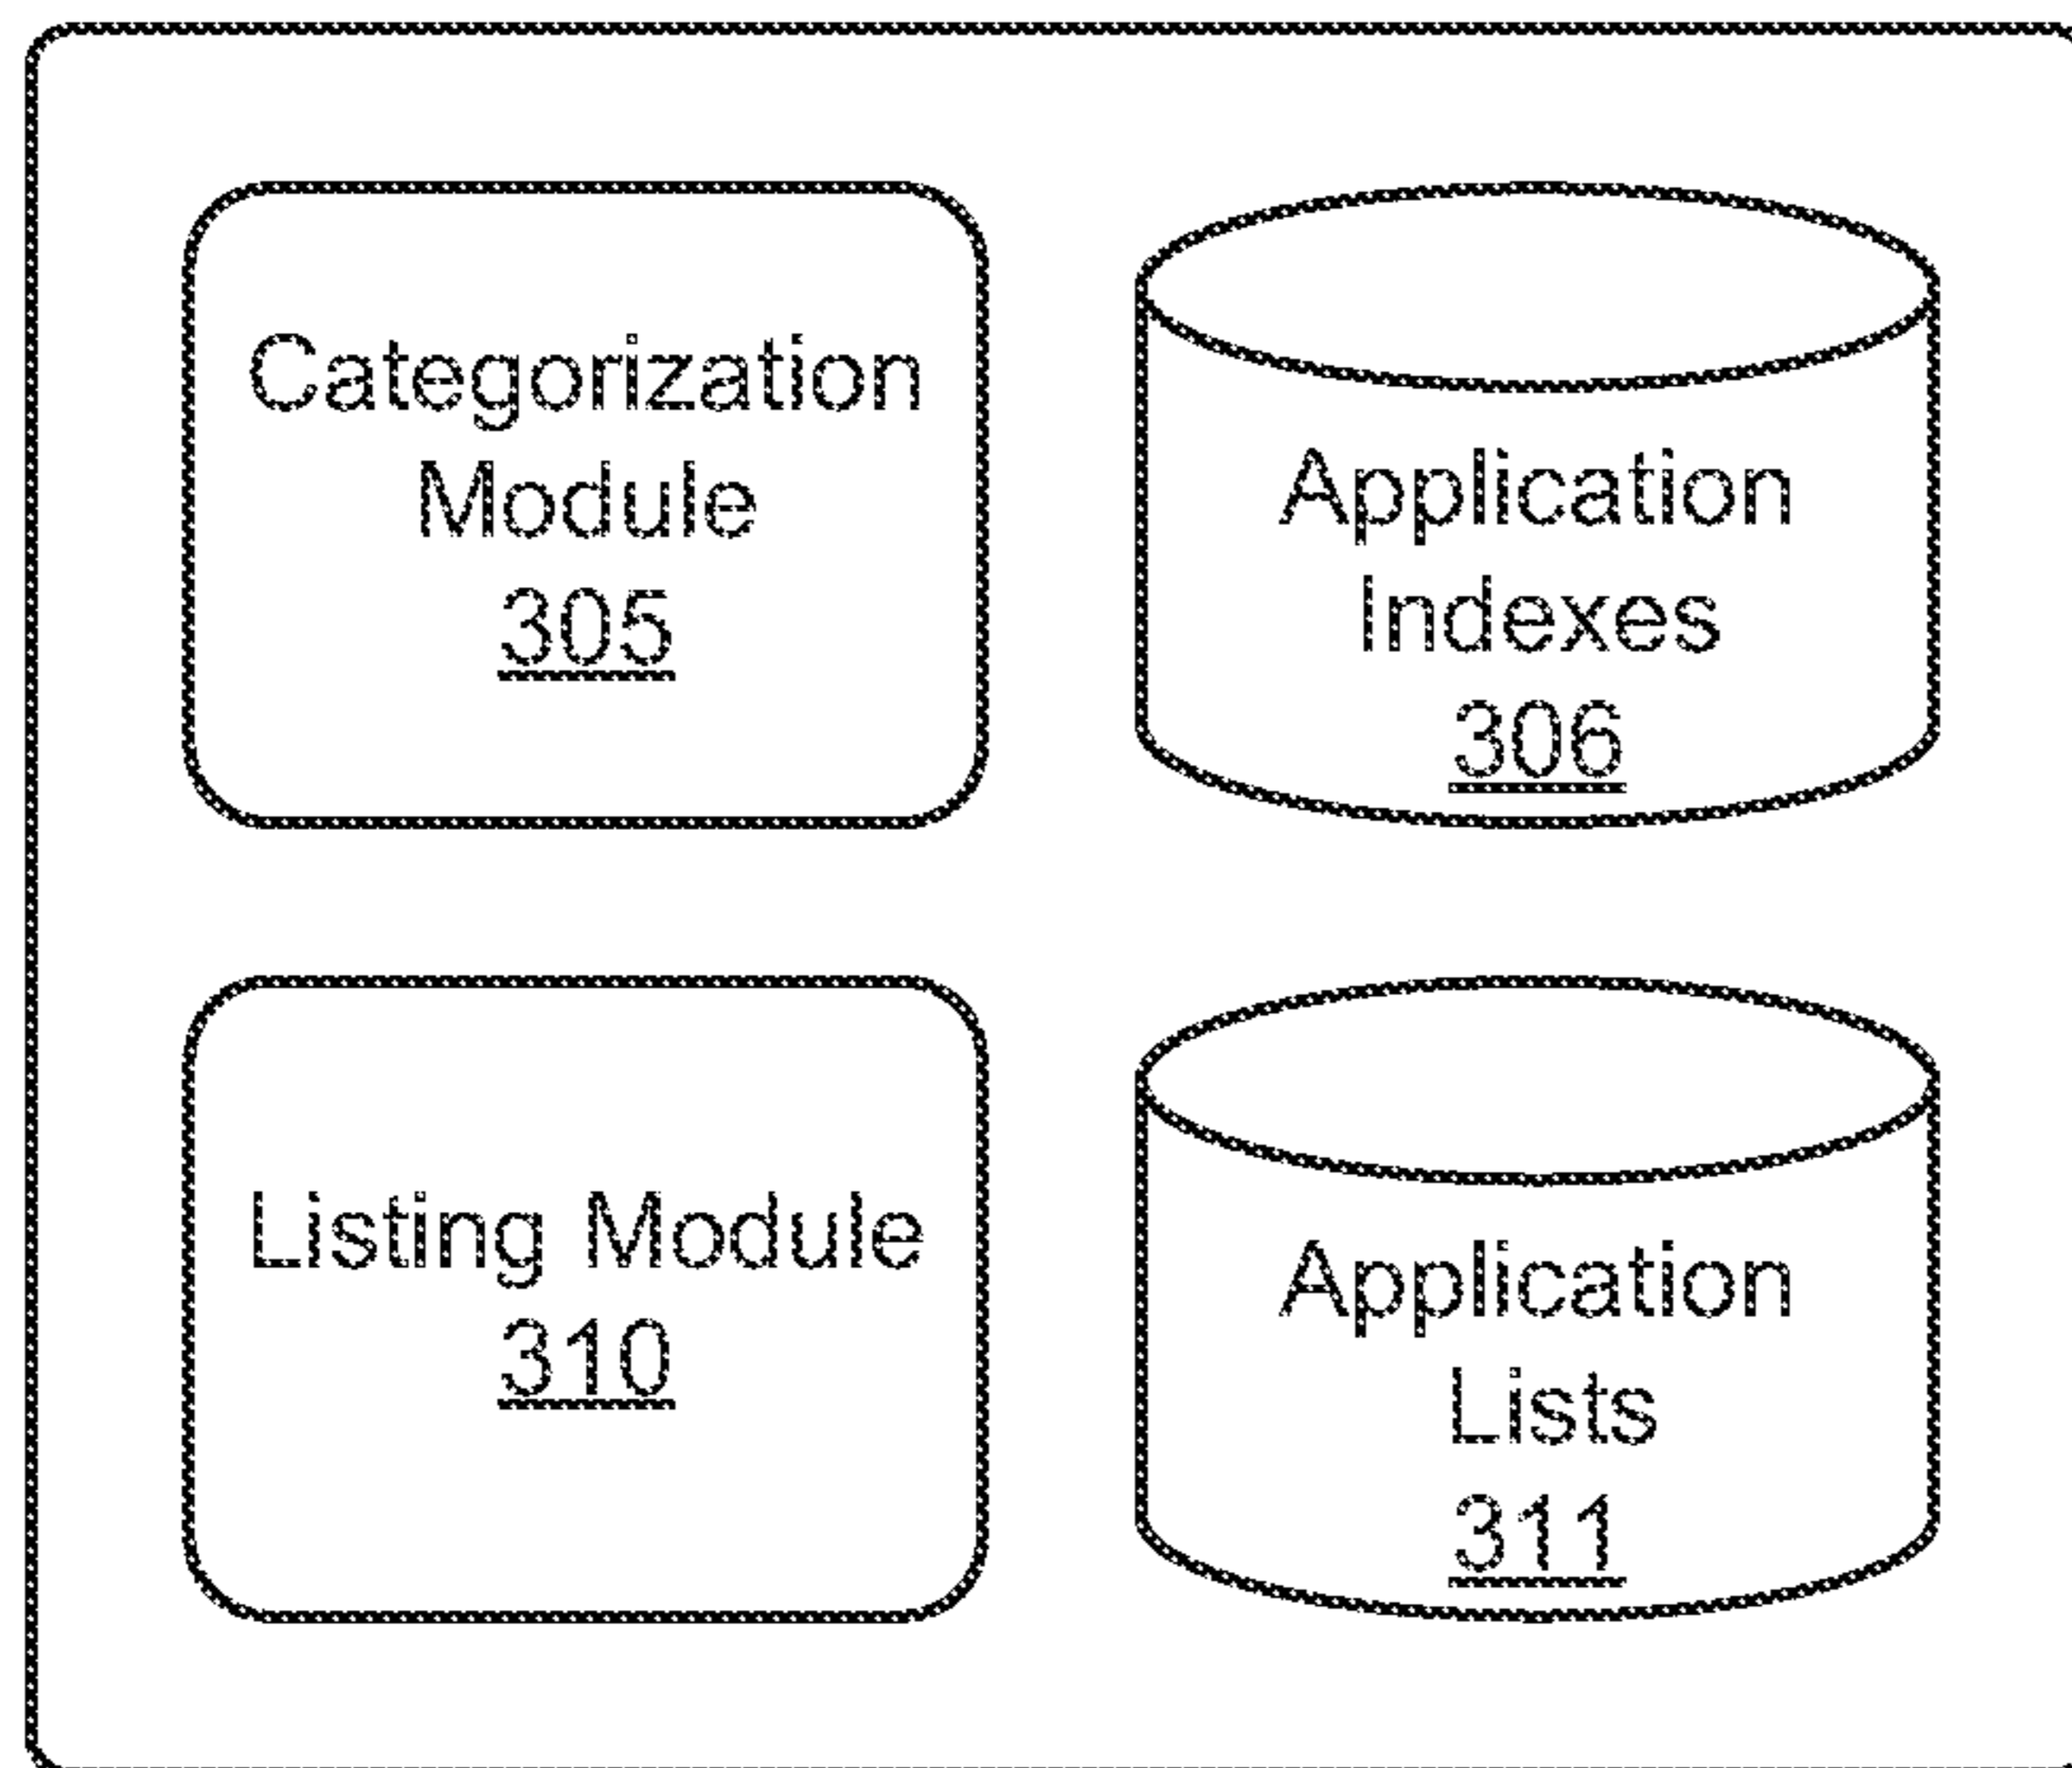 Categorization
Module
305
Application
Indexes
306
Listing Module
310
Application
Lists
311